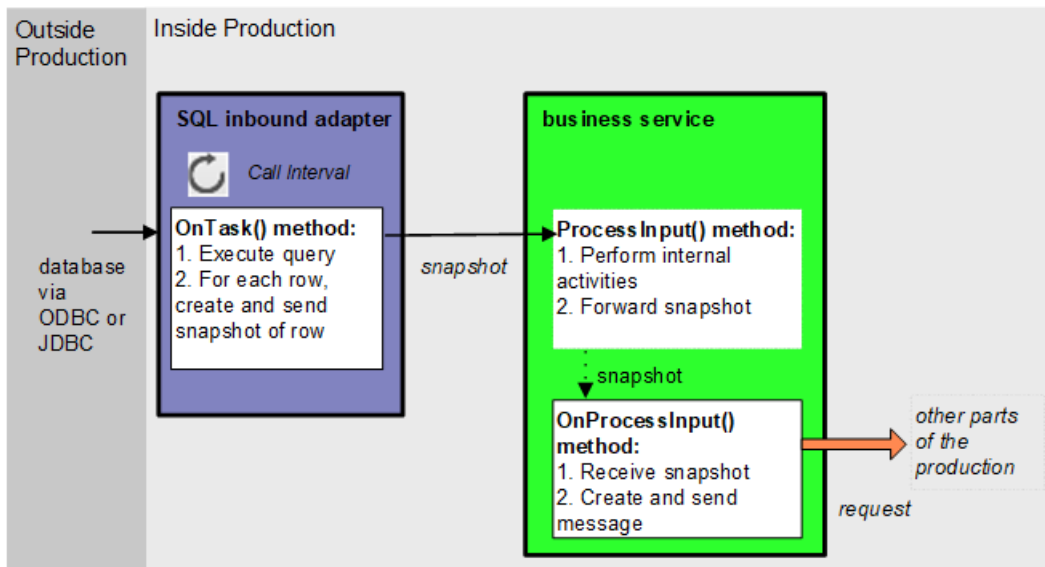 Outside
Production
Inside Production
SQL inbound adapter
Call Interval
OnTask() method:
1. Execute query
2. For each row,
create and send
snapshot of row
database
via
ODBC or
JDBC
snapshot
business service
ProcessInput() method:
1. Perform internal
activities
2. Forward snapshot
snapshot
OnProcessInput()
method:
1. Receive snapshot
2. Create and send
message
other parts
of the
production
request